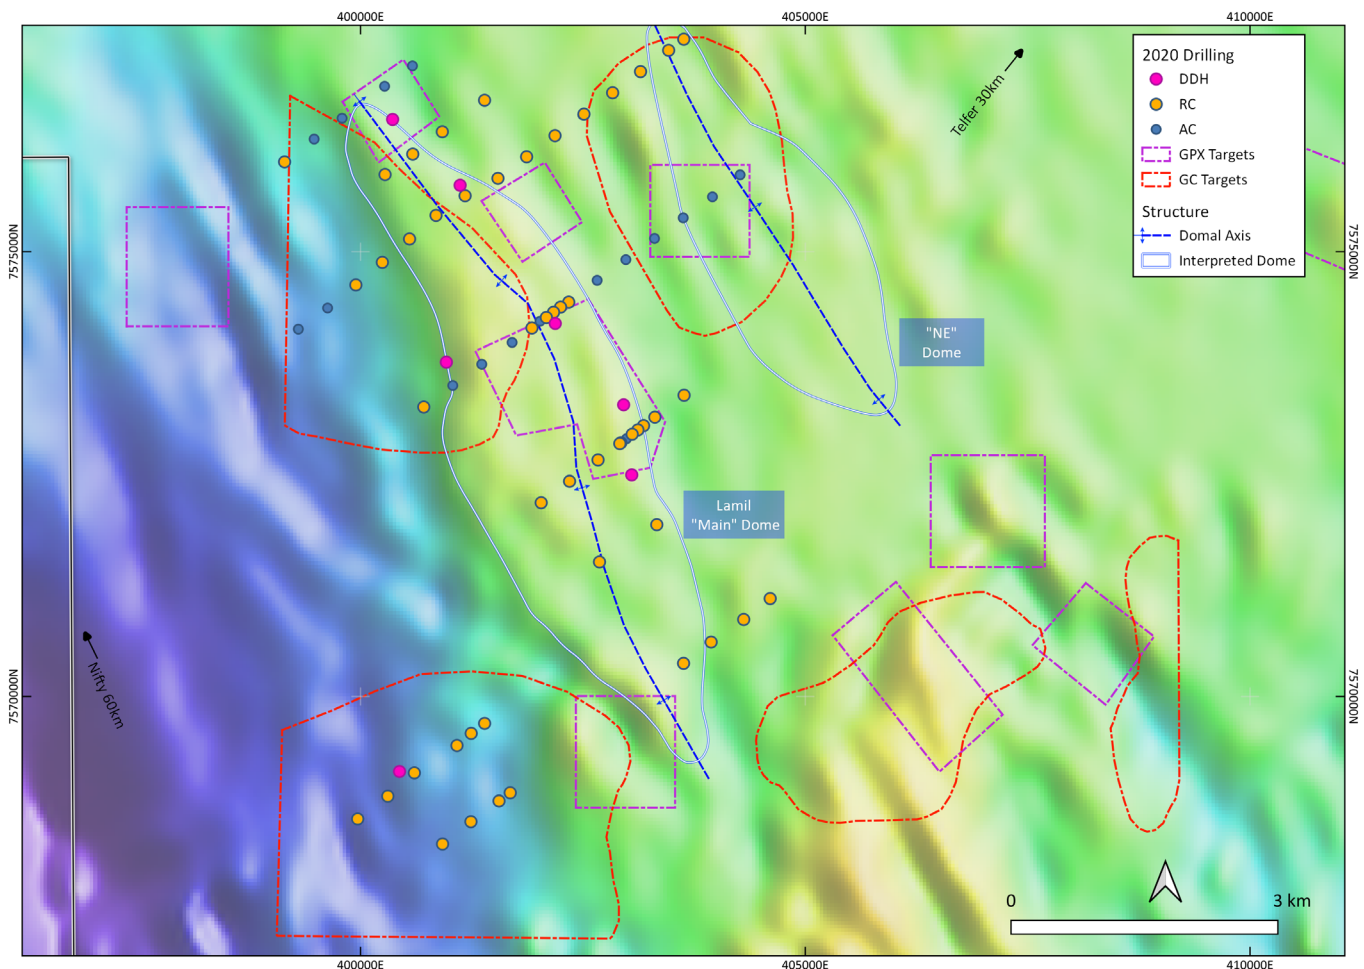 400000E
405000E
410000E
2020 Drilling
DDH
RC
AC
GPX Targets
GC Targets
Structure
Domal Axis
Interpreted Dome
Telfer 30km
7575000N
7575000N
"NE"
Dome
Lamil
"Main" Dome
Nifty 60km
7570000N
7570000N
0
3 km
400000E
405000E
410000E